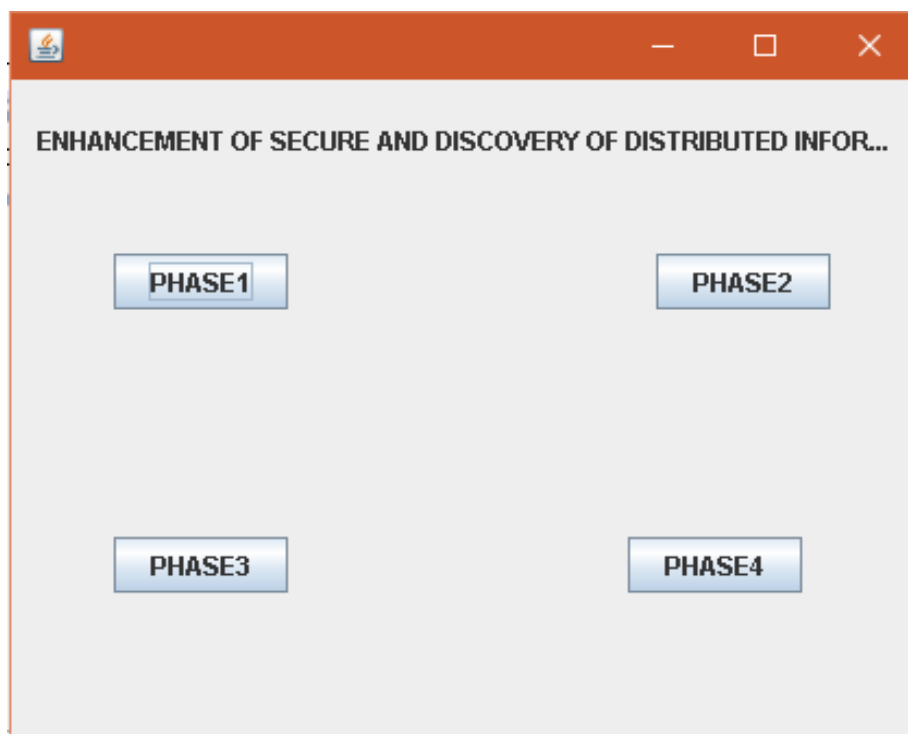 ENHANCEMENT OF SECURE AND DISCOVERY OF DISTRIBUTED INFOR...
PHASE1 PHASE2
PHASE3 PHASE4